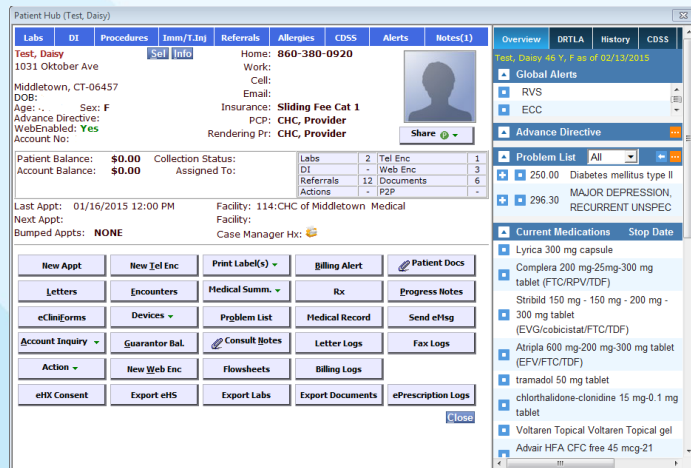 Patient Hub (Test, Daisy)
Labs DI Procedures Imm/T.Inj Referrals Allergies CDSS Alerts Notes(1)
Test, Daisy Sel Info
1031 Oktober Ave
Middletown, CT-06457
DOB:
Age: -. Sex: F
Advance Directive:
WebEnabled: Yes
Account No:
Home: 860-380-0920
Work:
Cell:
Email:
Insurance: Sliding Fee Cat 1
PCP: CHC, Provider
Rendering Pr: CHC, Provider
Share
Patient Balance: $0.00 Collection Status:
Account Balance: $0.00 Assigned To:
Labs 2 Tel Enc 1
DI - Web Enc 3
Referrals 12 Documents 6
Actions - P2P -
Last Appt: 01/16/2015 12:00 PM Facility: 114:CHC of Middletown Medical
Next Appt: Facility:
Bumped Appts: NONE Case Manager Hx:
New Appt New Tel Enc Print Label(s) Billing Alert Patient Docs
Letters Encounters Medical Summ. Rx Progress Notes
eCliniForms Devices Problem List Medical Record Send eMsg
Account Inquiry Guarantor Bal. Consult Notes Letter Logs Fax Logs
Action New Web Enc Flowsheets Billing Logs
eHX Consent Export eHS Export Labs Export Documents ePrescription Logs
Close
Overview DRTLA History CDSS
Test, Daisy 46 Y, F as of 02/13/2015
Global Alerts
RVS
ECC
Advance Directive
Problem List All
250.00 Diabetes mellitus type II
296.30 MAJOR DEPRESSION,
RECURRENT UNSPEC
Current Medications Stop Date
Lyrica 300 mg capsule
Complera 200 mg-25mg-300 mg
tablet (FTC/RPV/TDF)
Stribild 150 mg - 150 mg - 200 mg -
300 mg tablet
(EVG/cobicistat/FTC/TDF)
Atripla 600 mg-200 mg-300 mg tablet
(EFV/FTC/TDF)
tramadol 50 mg tablet
chlorthalidone-clonidine 15 mg-0.1 mg
tablet
Voltaren Topical Voltaren Topical gel
Advair HFA CFC free 45 mcg-21